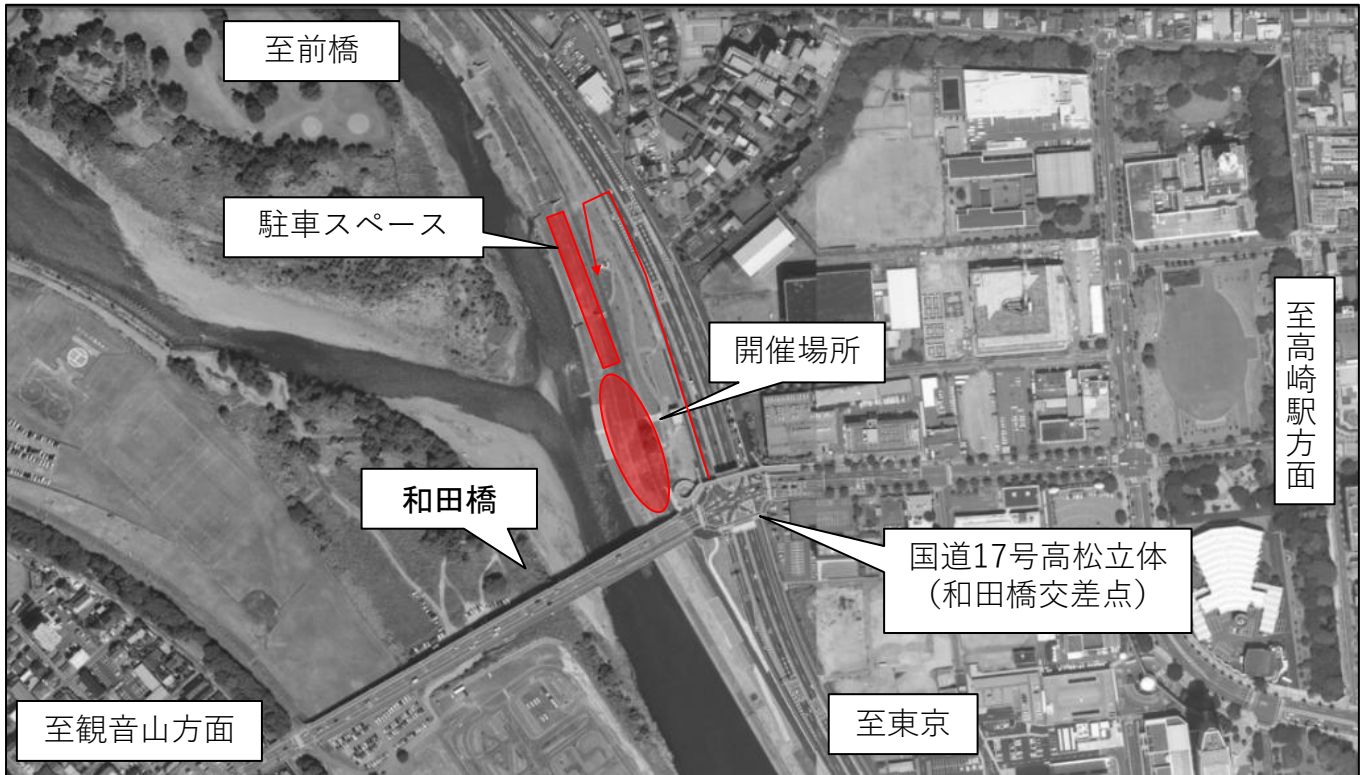 至前橋
駐車スペース
開催場所
至高崎駅方面
和田橋
国道17号高松立体
（和田橋交差点）
至観音山方面
至東京